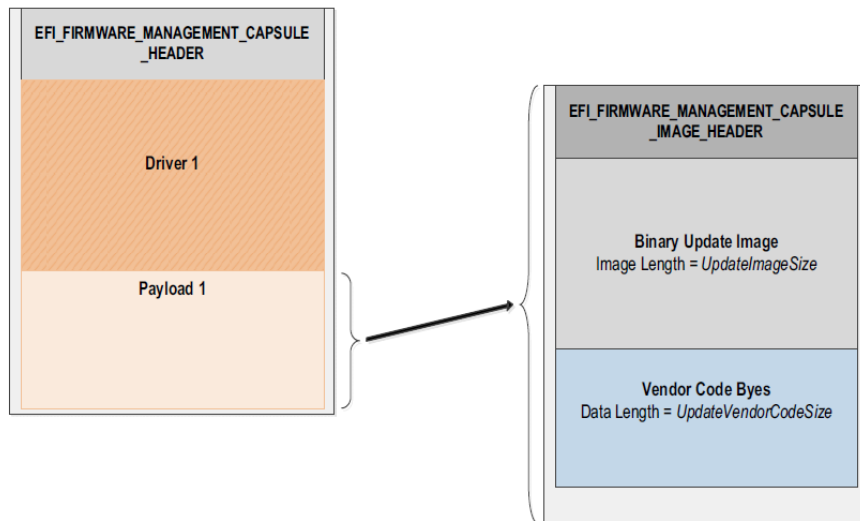 EFI_FIRMWARE_MANAGEMENT_CAPSULE
_HEADER
Driver 1
Payload 1
EFI_FIRMWARE_MANAGEMENT_CAPSULE
_IMAGE_HEADER
Binary Update Image
Image Length = UpdateImageSize
Vendor Code Byes
Data Length = UpdateVendorCodeSize